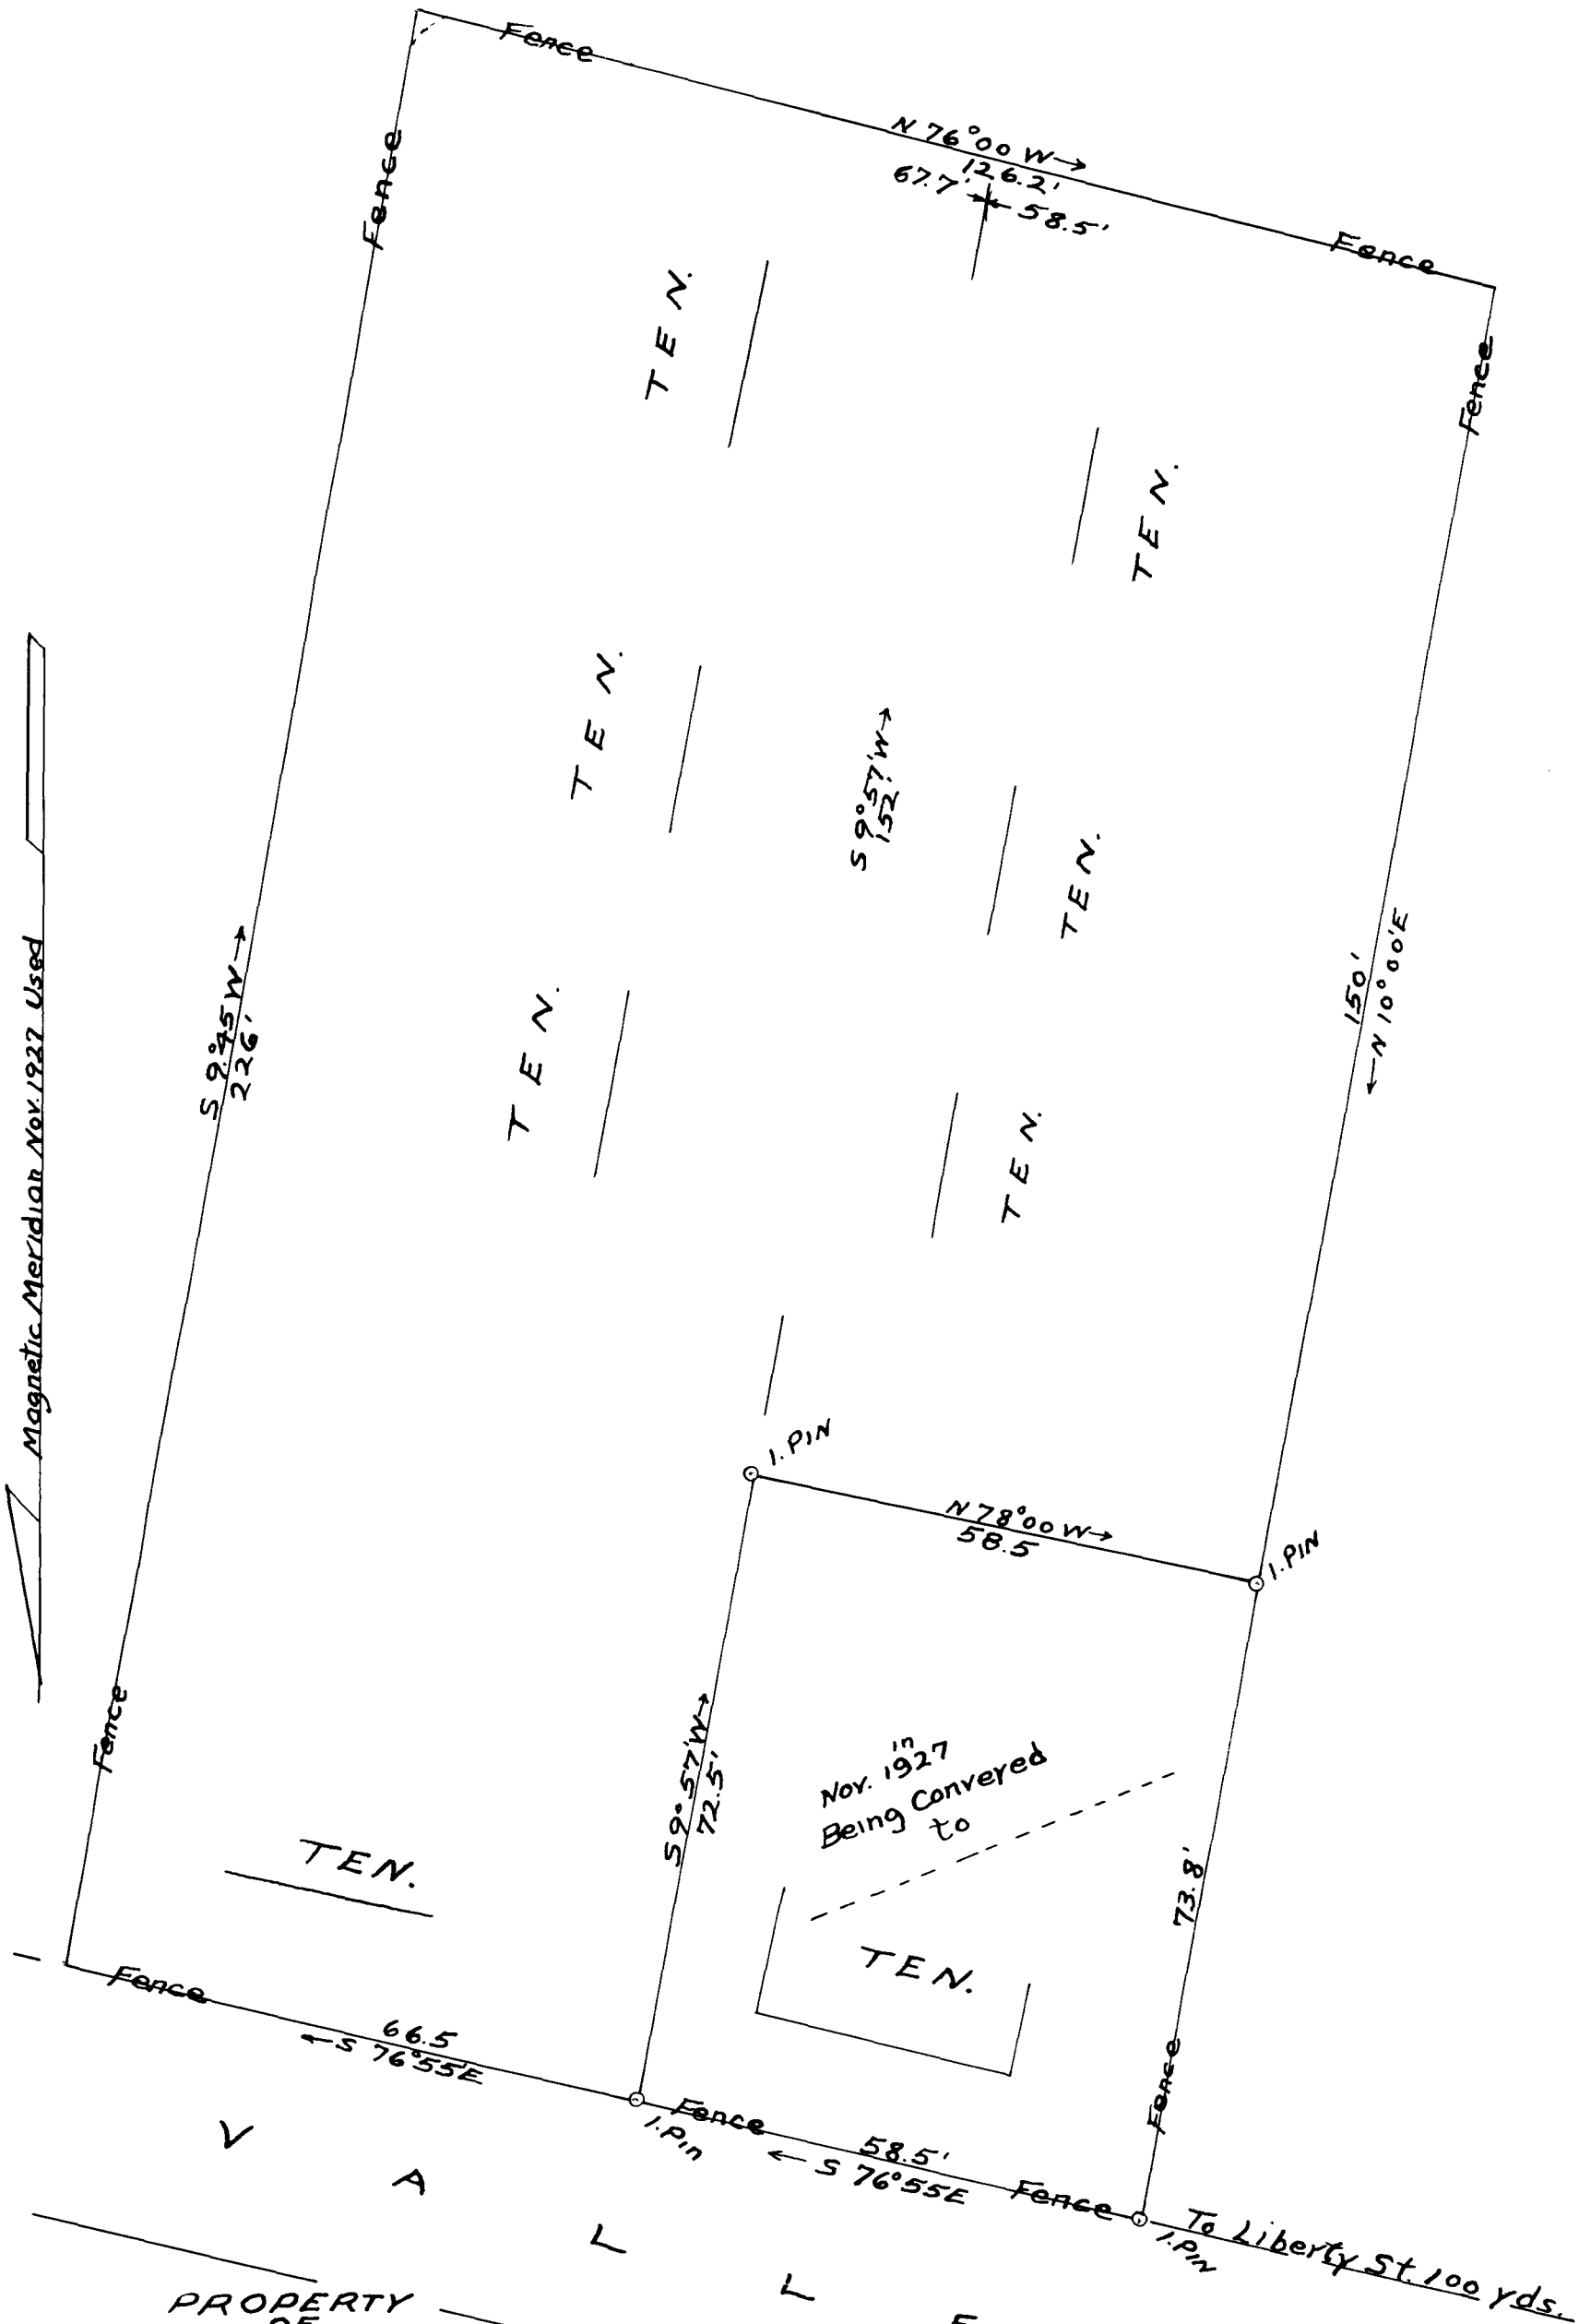 Fence
N 76°00 W→
126.2'
67.7' 58.5'
Fence
Fence
Fence
TEN.
TEN.
TEN.
S 9°57'W→
152.'
TEN.
Magnetic Meridian Nov. 1927 Used
S 9°45 W→
226'
150'
←N 10°00'E
TEN.
TEN.
I. PIN
N 78°00 W→
58.5
I. PIN
Fence
S 9°57'W→
72.5'
in
Nov. 1927
Being Convered
to
73.8'
TEN.
TEN.
Fence
66.5
←S 76°55E
Fence
I. Pin
Fence
58.5'
← S 76°55E
Fence
I. PIN
To Liberty St. 100 yds.
V A L L E
PROPERTY
OF